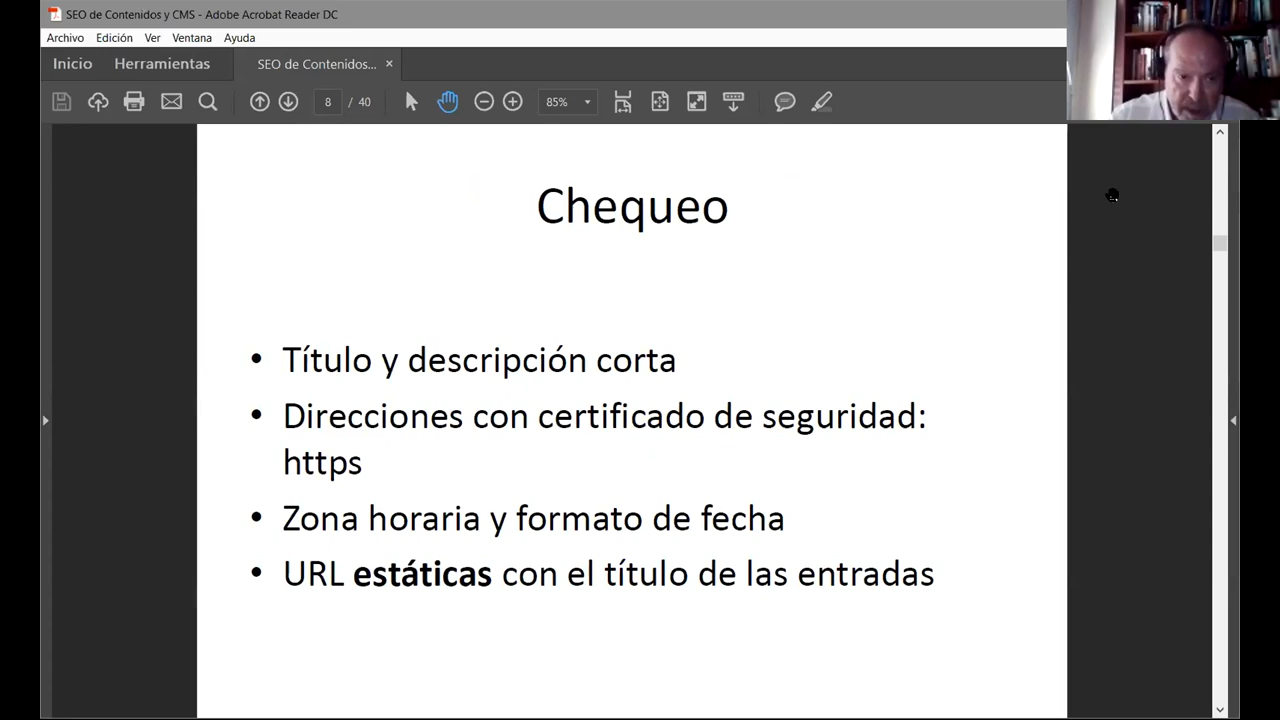 SEO de Contenidos y CMS - Adobe Acrobat Reader DC
Archivo Edición Ver Ventana Ayuda
Inicio Herramientas SEO de Contenidos... ×
8 / 40 85%
Chequeo
• Título y descripción corta
• Direcciones con certificado de seguridad:
https
• Zona horaria y formato de fecha
• URL estáticas con el título de las entradas